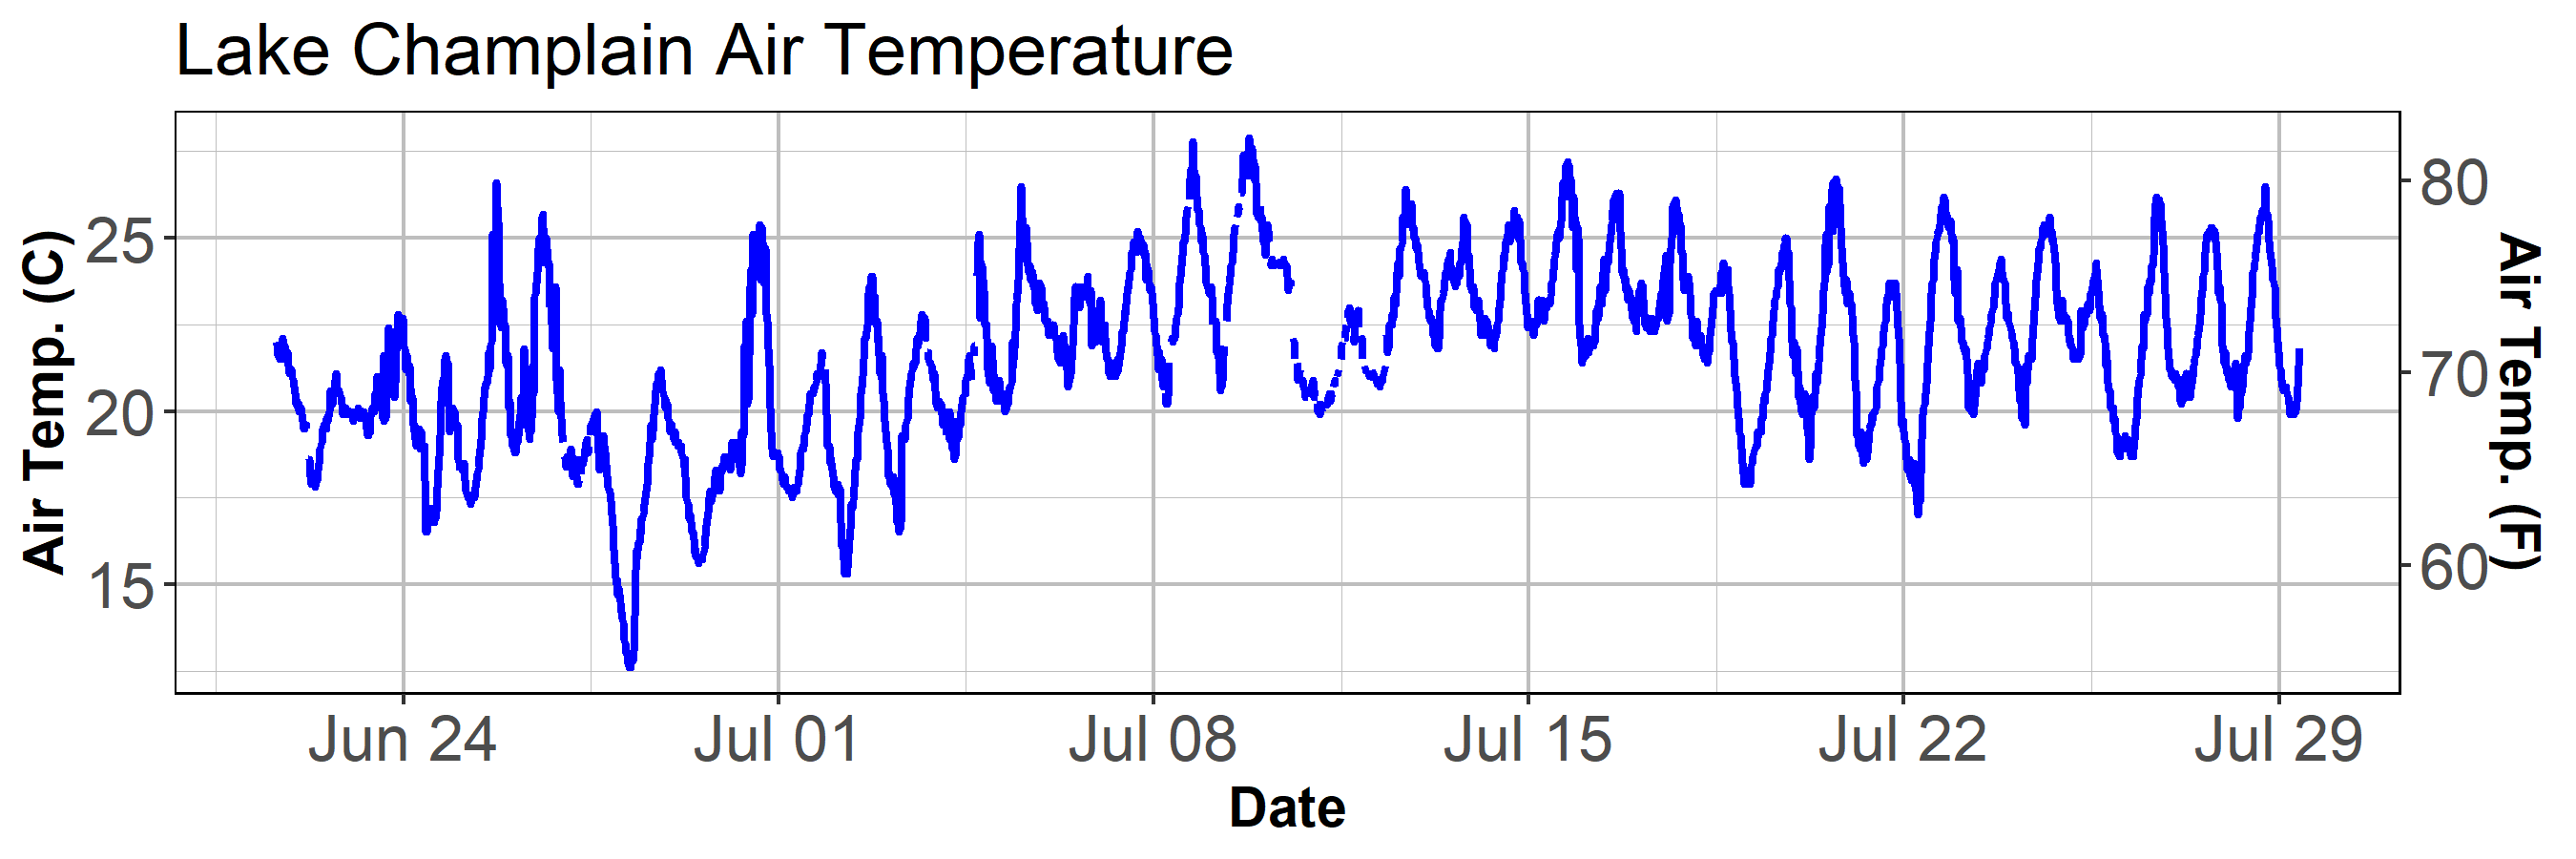 Lake Champlain Air Temperature
Air Temp. (C)
25
20
15
80
70
60
Air Temp. (F)
Jun 24
Jul 01
Jul 08
Jul 15
Jul 22
Jul 29
Date